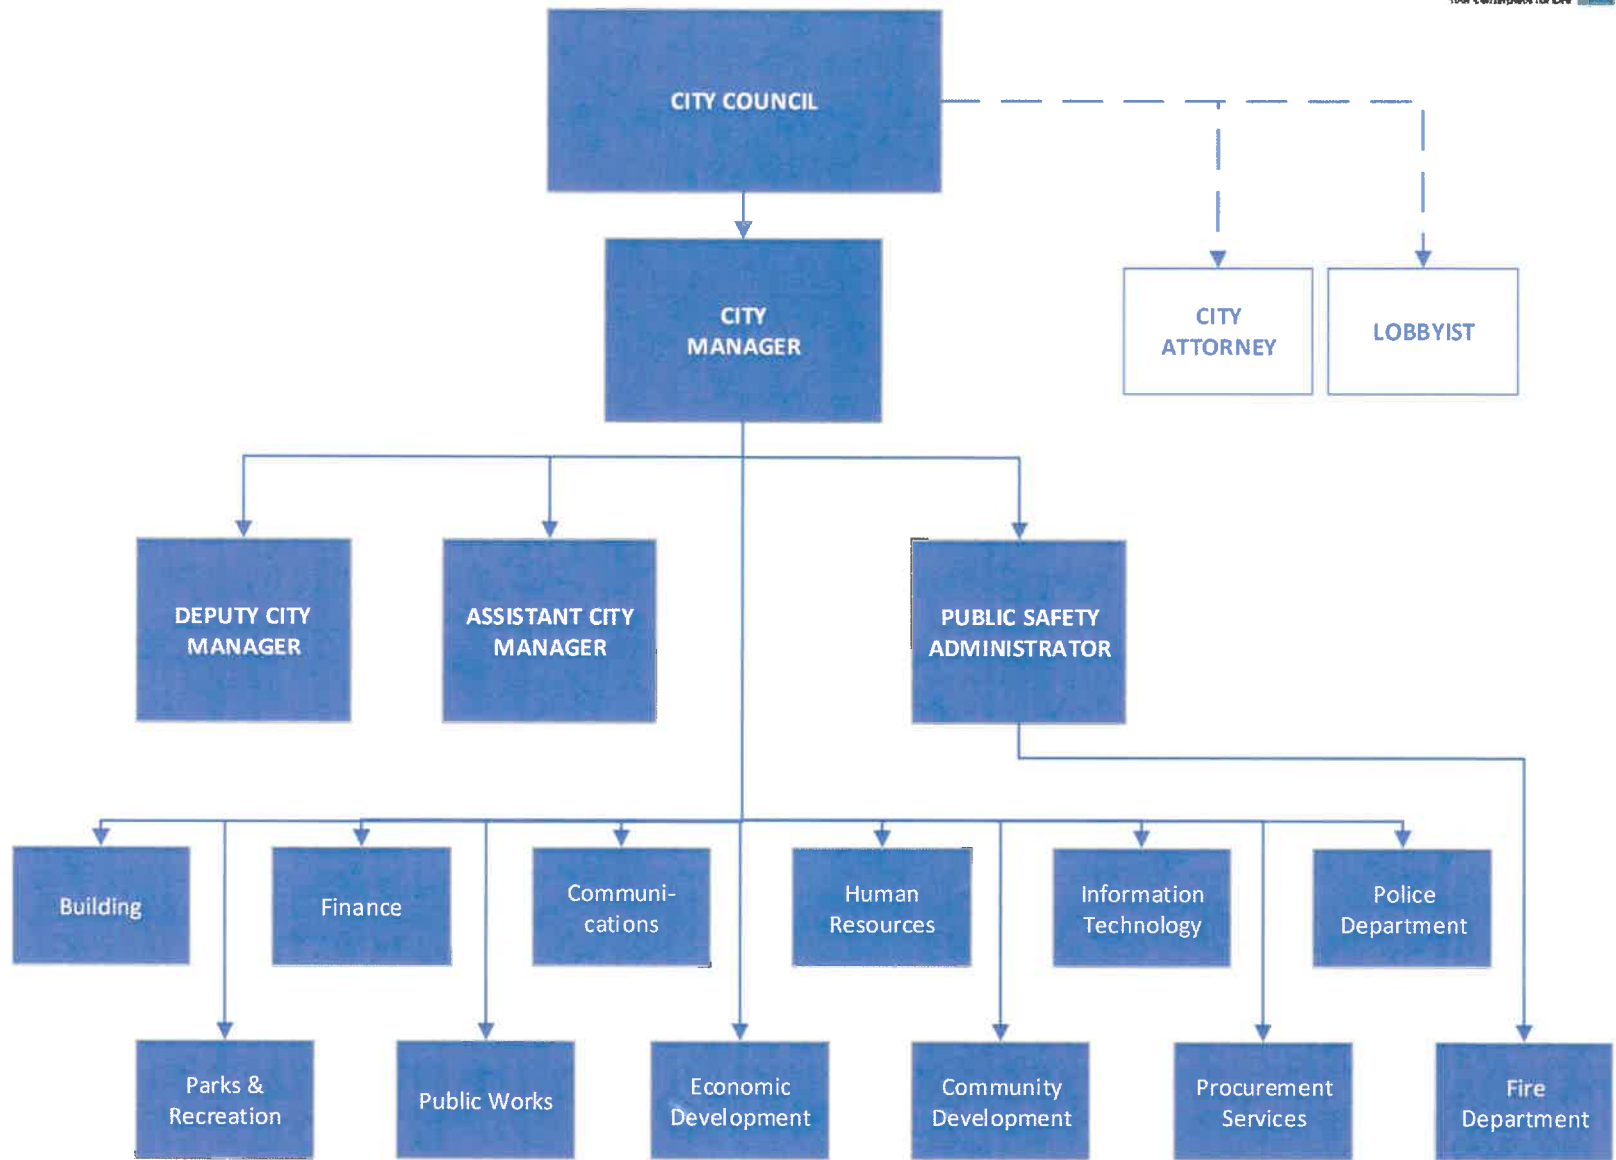 CITY COUNCIL
CITY
MANAGER
CITY
ATTORNEY
LOBBYIST
DEPUTY CITY
MANAGER
ASSISTANT CITY
MANAGER
PUBLIC SAFETY
ADMINISTRATOR
Building
Finance
Communi-
cations
Human
Resources
Information
Technology
Police
Department
Parks &
Recreation
Public Works
Economic
Development
Community
Development
Procurement
Services
Fire
Department